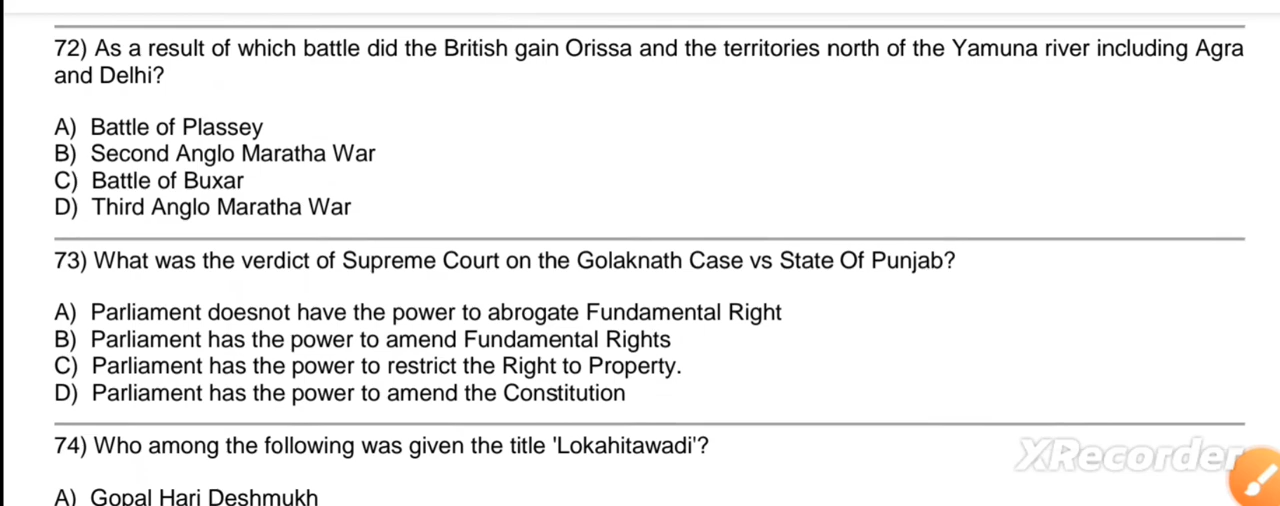 72) As a result of which battle did the British gain Orissa and the territories north of the Yamuna river including Agra
and Delhi?
A) Battle of Plassey
B) Second Anglo Maratha War
C) Battle of Buxar
D) Third Anglo Maratha War
73) What was the verdict of Supreme Court on the Golaknath Case vs State Of Punjab?
A) Parliament doesnot have the power to abrogate Fundamental Right
B) Parliament has the power to amend Fundamental Rights
C) Parliament has the power to restrict the Right to Property.
D) Parliament has the power to amend the Constitution
74) Who among the following was given the title 'Lokahitawadi'?
XRecorder
A) Gopal Hari Deshmukh